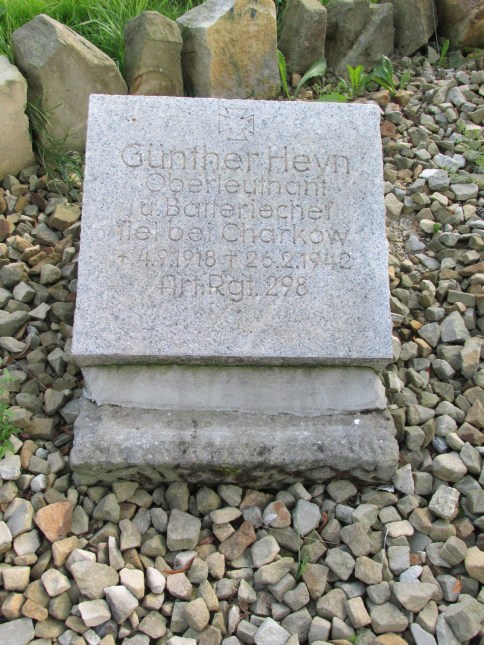 Günther Heyn
Oberleutnant
u. Batteriechef
fiel bei Charkow
+ 4.9.1918 + 26.2.1942
Art. Rgt. 298